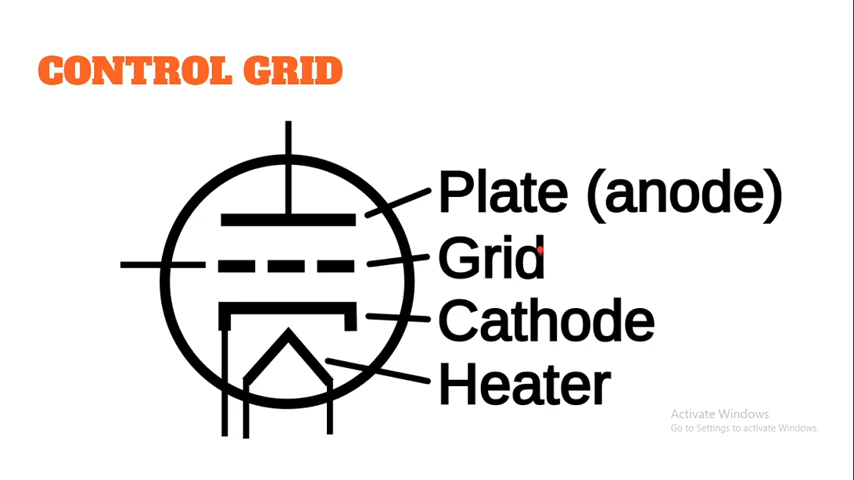 CONTROL GRID
Plate (anode)
Grid
Cathode
Heater
Activate Windows
Go to Settings to activate Windows.